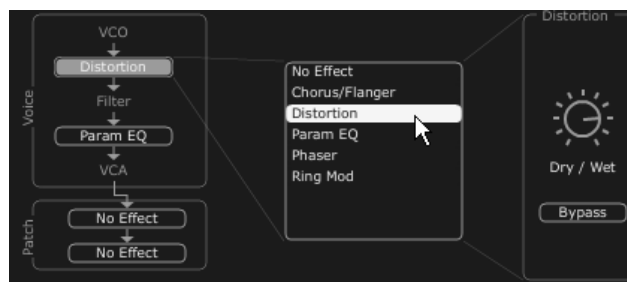 VCO
Distortion
Filter
Param EQ
VCA
Voice
No Effect
No Effect
Patch
No Effect
Chorus/Flanger
Distortion
Param EQ
Phaser
Ring Mod
Distortion
Dry / Wet
Bypass